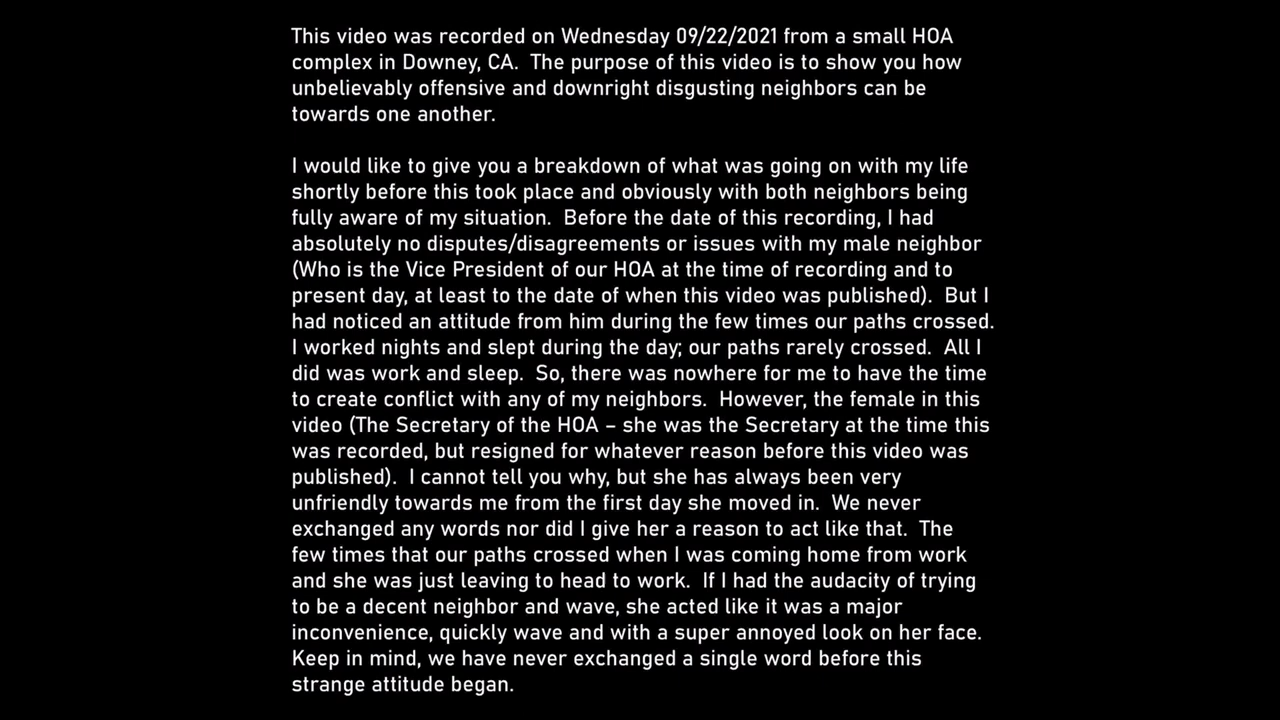 This video was recorded on Wednesday 09/22/2021 from a small HOA
complex in Downey, CA.  The purpose of this video is to show you how
unbelievably offensive and downright disgusting neighbors can be
towards one another.

I would like to give you a breakdown of what was going on with my life
shortly before this took place and obviously with both neighbors being
fully aware of my situation.  Before the date of this recording, I had
absolutely no disputes/disagreements or issues with my male neighbor
(Who is the Vice President of our HOA at the time of recording and to
present day, at least to the date of when this video was published).  But I
had noticed an attitude from him during the few times our paths crossed.
I worked nights and slept during the day; our paths rarely crossed.  All I
did was work and sleep.  So, there was nowhere for me to have the time
to create conflict with any of my neighbors.  However, the female in this
video (The Secretary of the HOA – she was the Secretary at the time this
was recorded, but resigned for whatever reason before this video was
published).  I cannot tell you why, but she has always been very
unfriendly towards me from the first day she moved in.  We never
exchanged any words nor did I give her a reason to act like that.  The
few times that our paths crossed when I was coming home from work
and she was just leaving to head to work.  If I had the audacity of trying
to be a decent neighbor and wave, she acted like it was a major
inconvenience, quickly wave and with a super annoyed look on her face.
Keep in mind, we have never exchanged a single word before this
strange attitude began.